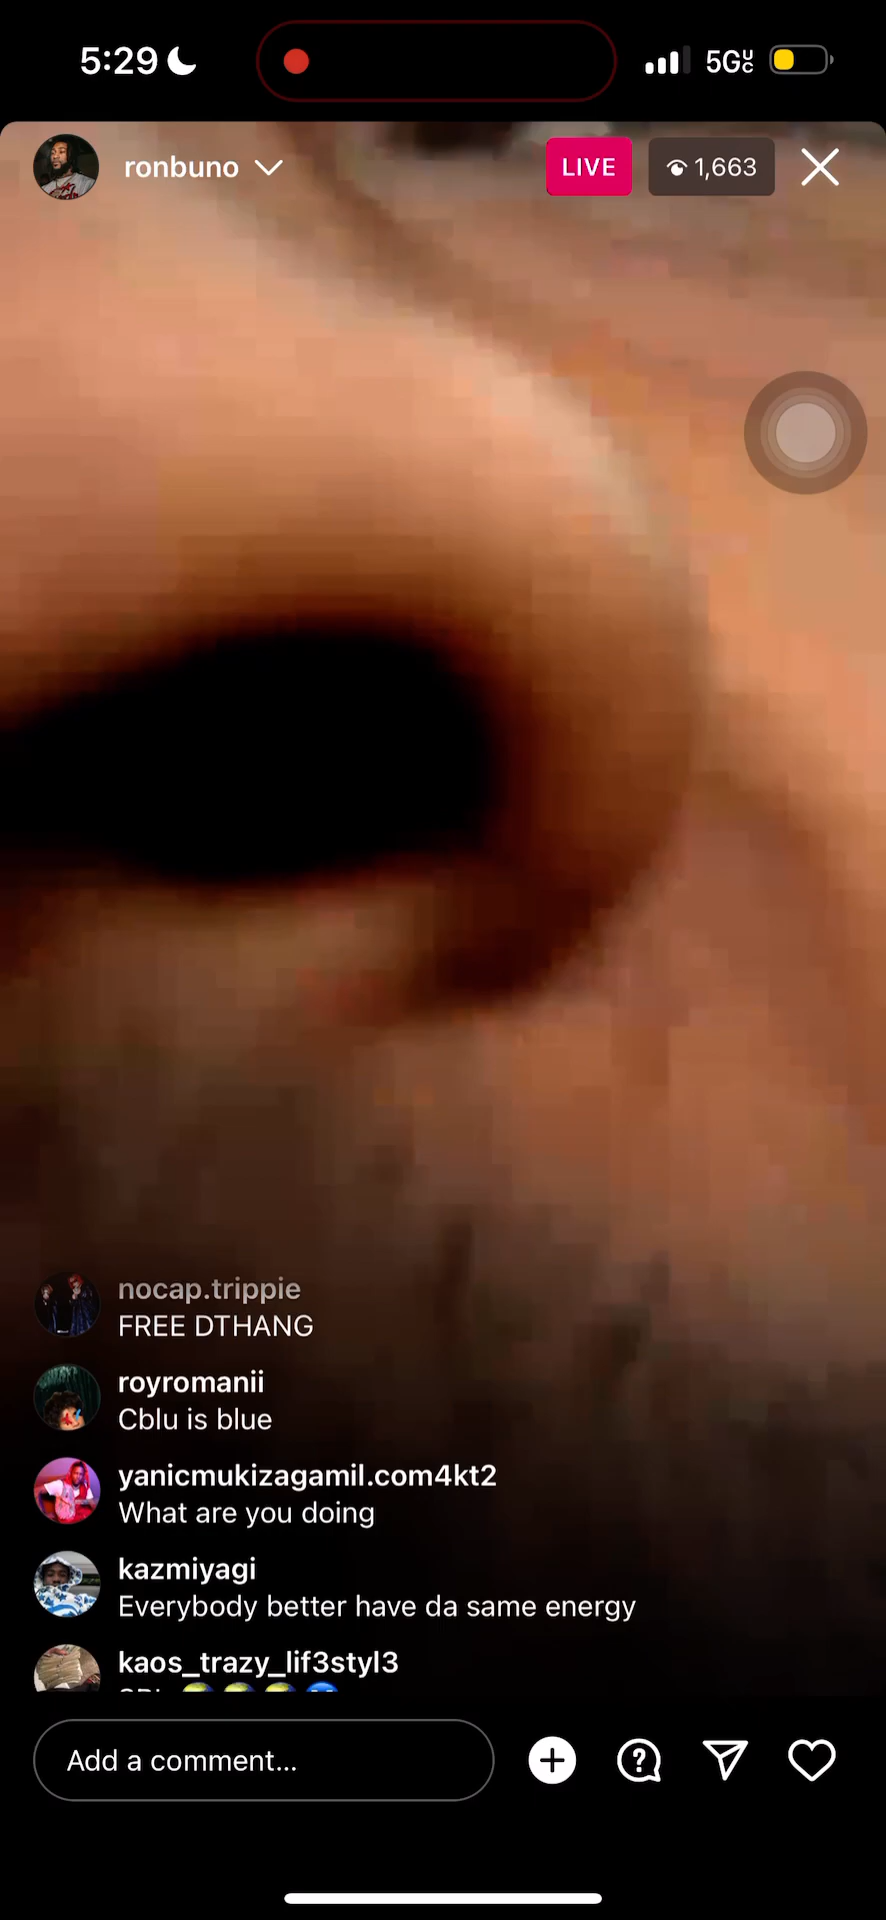 5:29
5G
ronbuno
LIVE
1,663
nocap.trippie
FREE DTHANG
royromanii
Cblu is blue
yanicmukizagamil.com4kt2
What are you doing
kazmiyagi
Everybody better have da same energy
kaos_trazy_lif3styl3
Add a comment...